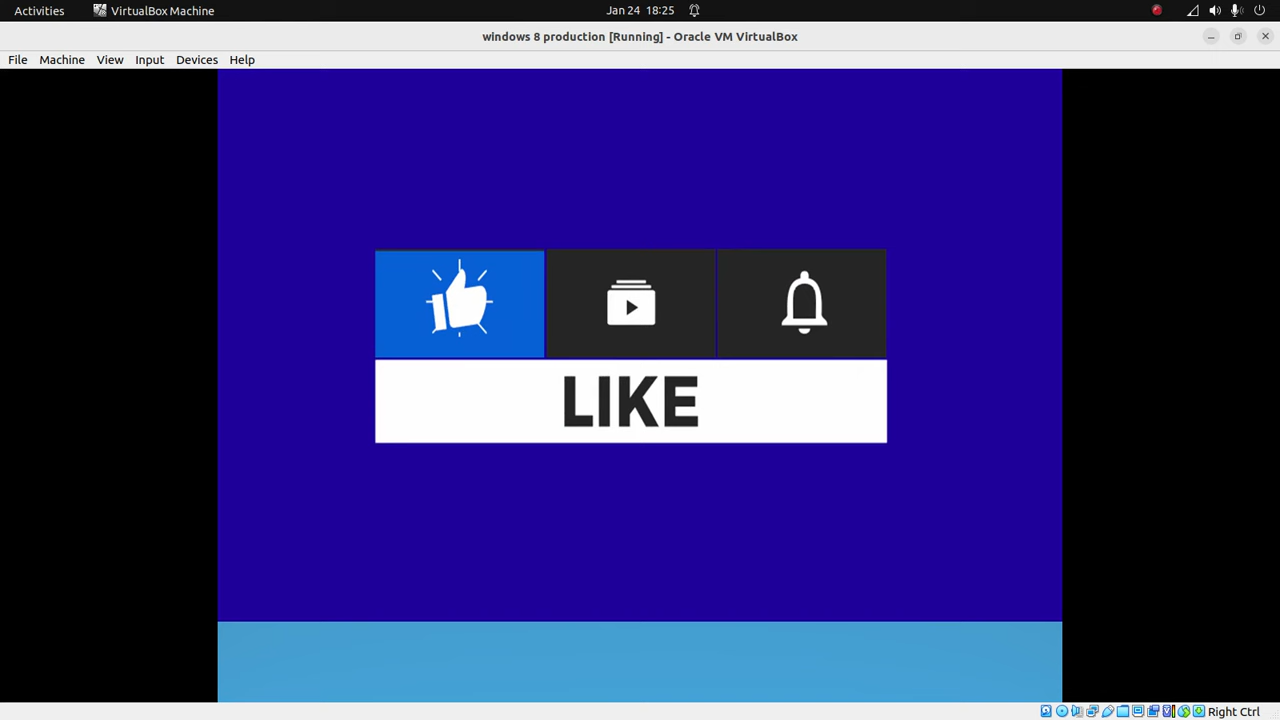 Activities VirtualBox Machine Jan 24 18:25
windows 8 production [Running] - Oracle VM VirtualBox
File Machine View Input Devices Help
LIKE
Right Ctrl